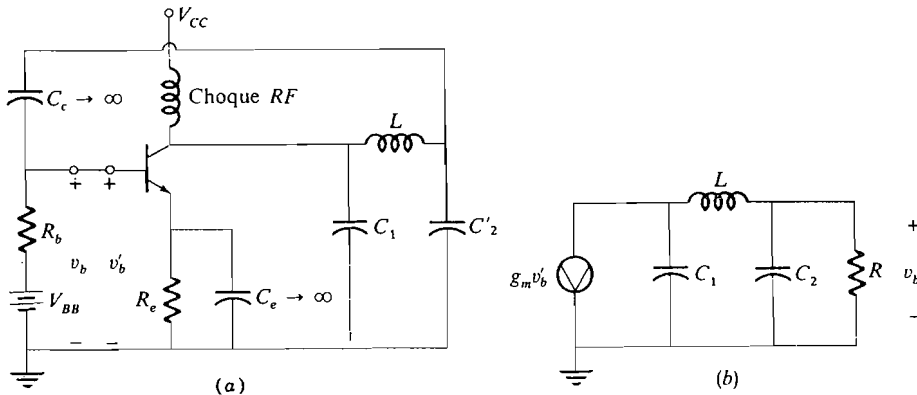 V_CC
C_c → ∞
Choque RF
L
+ +
C_1
C'_2
R_b
v_b v'_b
V_BB
R_e
C_e → ∞
− −
(a)
L
g_m v'_b
C_1
C_2
R
+
v_b
−
(b)